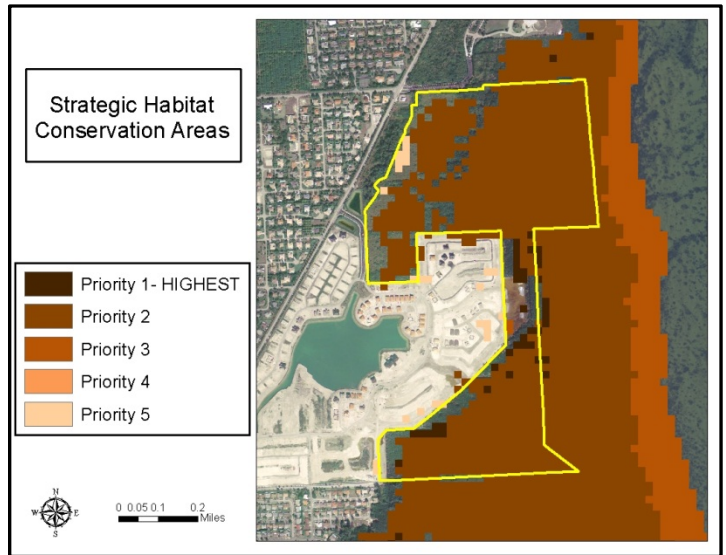 Strategic Habitat
Conservation Areas
Priority 1- HIGHEST
Priority 2
Priority 3
Priority 4
Priority 5
N
W E
S
0 0.05 0.1 0.2
Miles